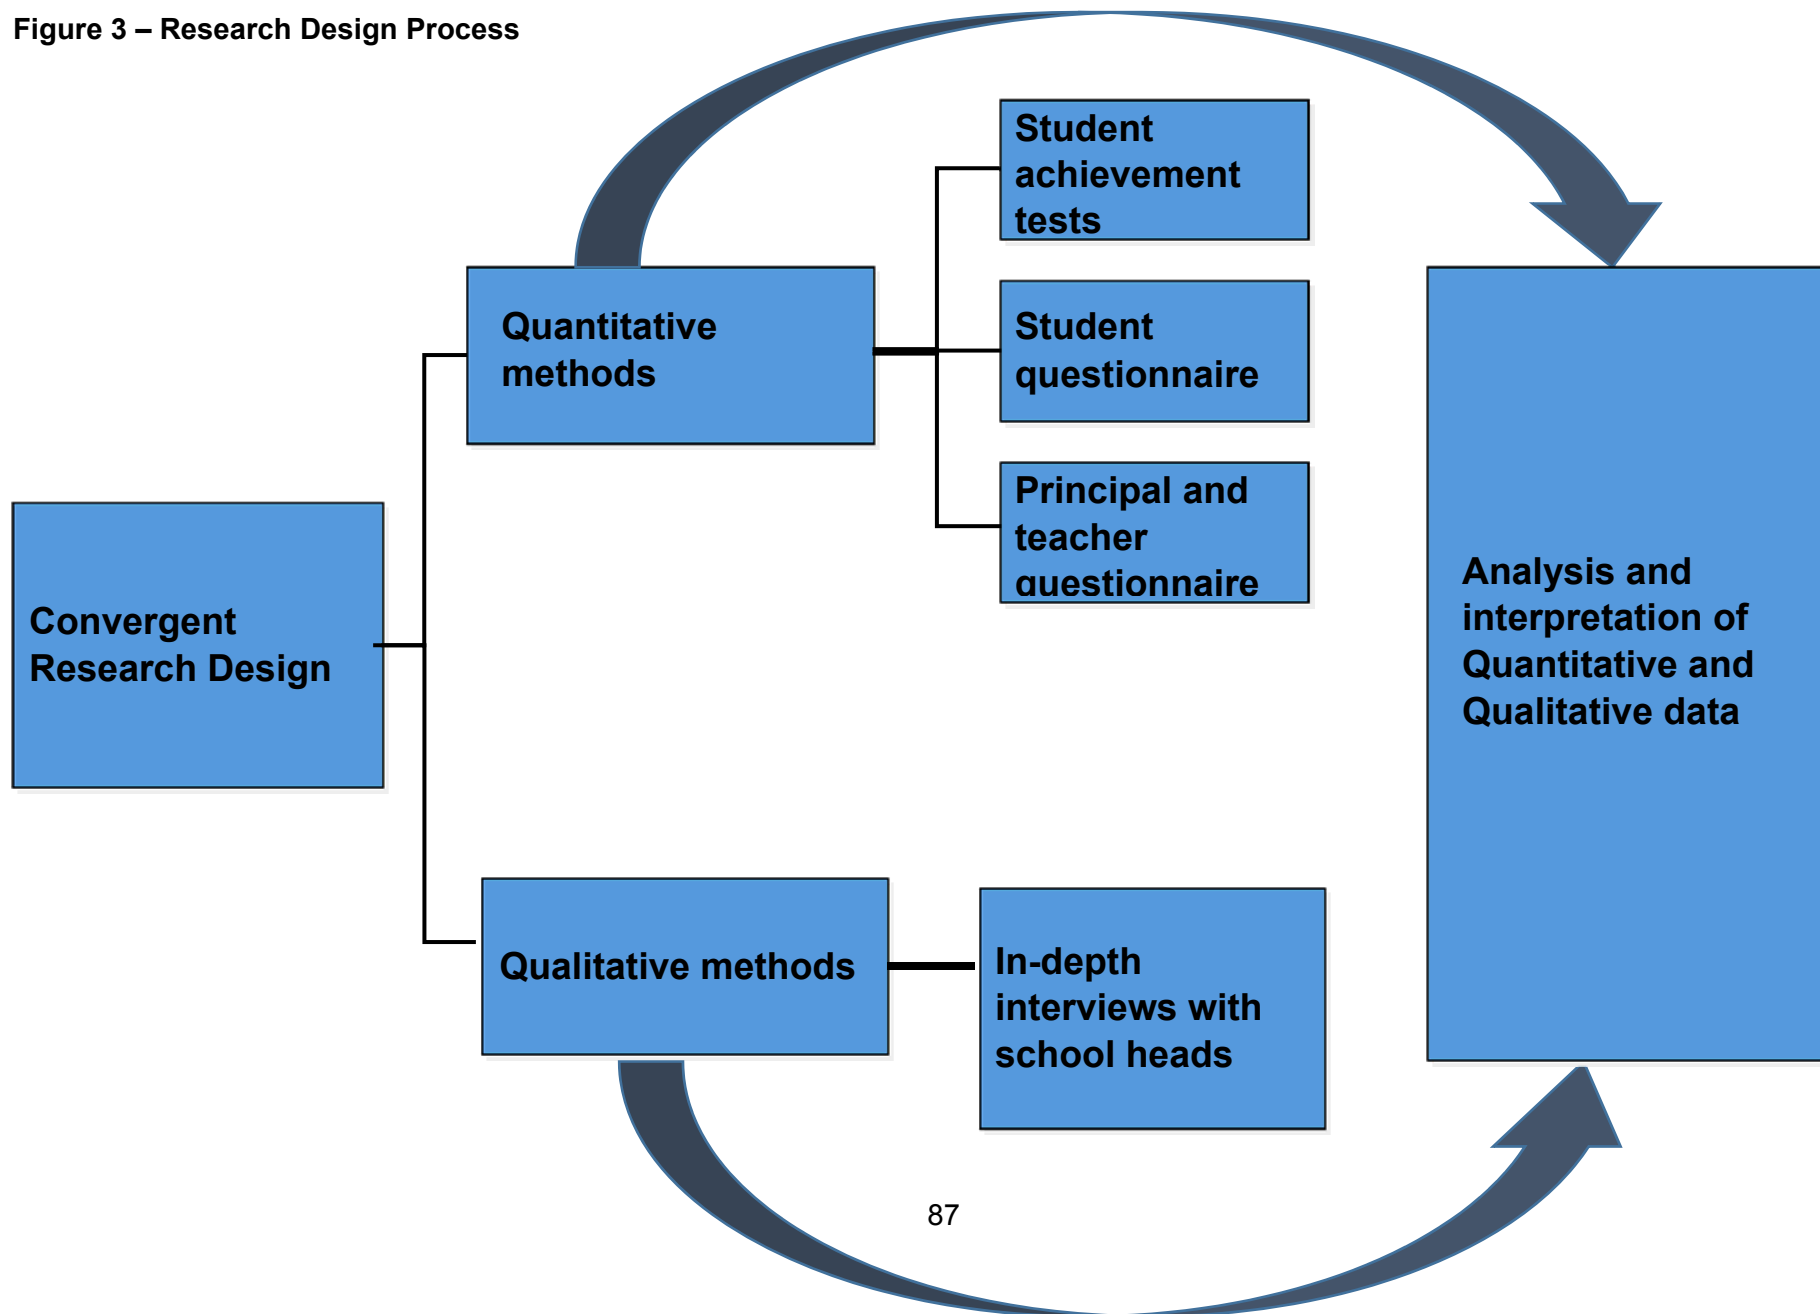 Figure 3 – Research Design Process
Student
achievement
tests
Quantitative
methods
Student
questionnaire
Principal and
teacher
questionnaire
Convergent
Research Design
Analysis and
interpretation of
Quantitative and
Qualitative data
Qualitative methods
In-depth
interviews with
school heads
87